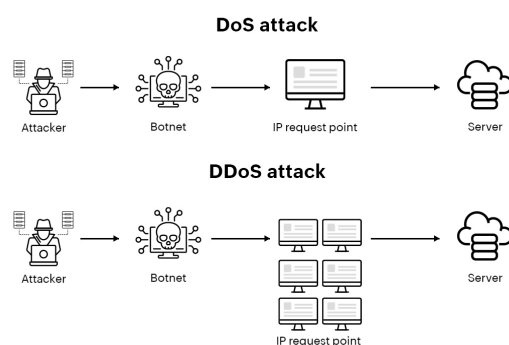 DoS attack
Attacker
Botnet
IP request point
Server
DDoS attack
Attacker
Botnet
IP request point
Server